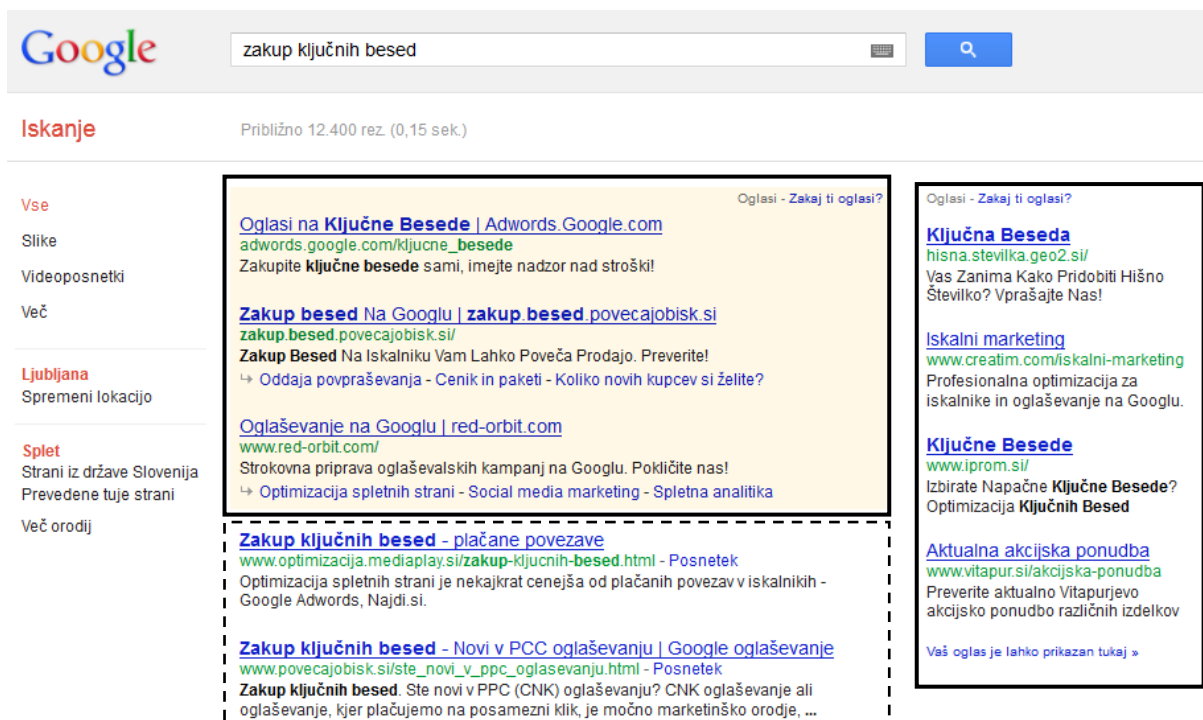 Google
zakup ključnih besed
Iskanje
Približno 12.400 rez. (0,15 sek.)
Vse
Slike
Videoposnetki
Več
Ljubljana
Spremeni lokacijo
Splet
Strani iz države Slovenija
Prevedene tuje strani
Več orodij
Oglasi - Zakaj ti oglasi?
Oglasi na Ključne Besede | Adwords.Google.com
adwords.google.com/kljucne_besede
Zakupite ključne besede sami, imejte nadzor nad stroški!
Zakup besed Na Googlu | zakup.besed.povecajobisk.si
zakup.besed.povecajobisk.si/
Zakup Besed Na Iskalniku Vam Lahko Poveča Prodajo. Preverite!
↪ Oddaja povpraševanja - Cenik in paketi - Koliko novih kupcev si želite?
Oglaševanje na Googlu | red-orbit.com
www.red-orbit.com/
Strokovna priprava oglaševalskih kampanj na Googlu. Pokličite nas!
↪ Optimizacija spletnih strani - Social media marketing - Spletna analitika
Zakup ključnih besed - plačane povezave
www.optimizacija.mediaplay.si/zakup-kljucnih-besed.html - Posnetek
Optimizacija spletnih strani je nekajkrat cenejša od plačanih povezav v iskalnikih -
Google Adwords, Najdi.si.
Zakup ključnih besed - Novi v PCC oglaševanju | Google oglaševanje
www.povecajobisk.si/ste_novi_v_ppc_oglasevanju.html - Posnetek
Zakup ključnih besed. Ste novi v PPC (CNK) oglaševanju? CNK oglaševanje ali
oglaševanje, kjer plačujemo na posamezni klik, je močno marketinško orodje, ...
Oglasi - Zakaj ti oglasi?
Ključna Beseda
hisna.stevilka.geo2.si/
Vas Zanima Kako Pridobiti Hišno
Številko? Vprašajte Nas!
Iskalni marketing
www.creatim.com/iskalni-marketing
Profesionalna optimizacija za
iskalnike in oglaševanje na Googlu.
Ključne Besede
www.iprom.si/
Izbirate Napačne Ključne Besede?
Optimizacija Ključnih Besed
Aktualna akcijska ponudba
www.vitapur.si/akcijska-ponudba
Preverite aktualno Vitapurjevo
akcijsko ponudbo različnih izdelkov
Vaš oglas je lahko prikazan tukaj »